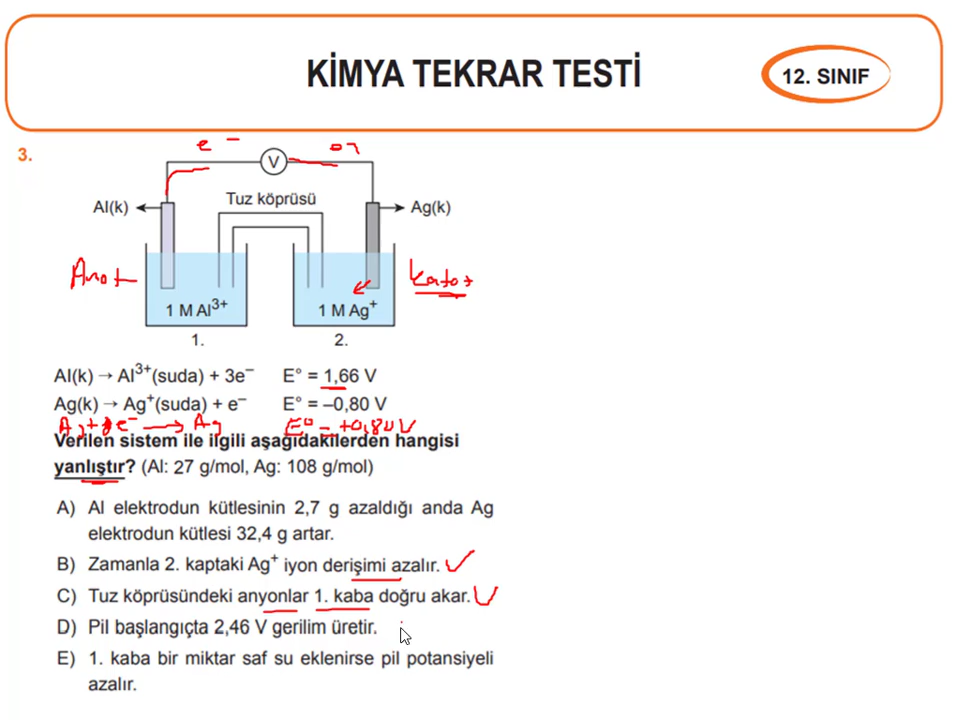 KİMYA TEKRAR TESTİ
12. SINIF
3.
e⁻
V
Al(k)
Tuz köprüsü
Ag(k)
Anot
Katot
1 M Al³⁺
1 M Ag⁺
1.
2.
Al(k) → Al³⁺(suda) + 3e⁻ E° = 1,66 V
Ag(k) → Ag⁺(suda) + e⁻ E° = –0,80 V
Ag⁺ e⁻ → Ag E° = +0,80 V
Verilen sistem ile ilgili aşağıdakilerden hangisi
yanlıştır? (Al: 27 g/mol, Ag: 108 g/mol)
A) Al elektrodun kütlesinin 2,7 g azaldığı anda Ag
elektrodun kütlesi 32,4 g artar.
B) Zamanla 2. kaptaki Ag⁺ iyon derişimi azalır.
C) Tuz köprüsündeki anyonlar 1. kaba doğru akar.
D) Pil başlangıçta 2,46 V gerilim üretir.
E) 1. kaba bir miktar saf su eklenirse pil potansiyeli
azalır.